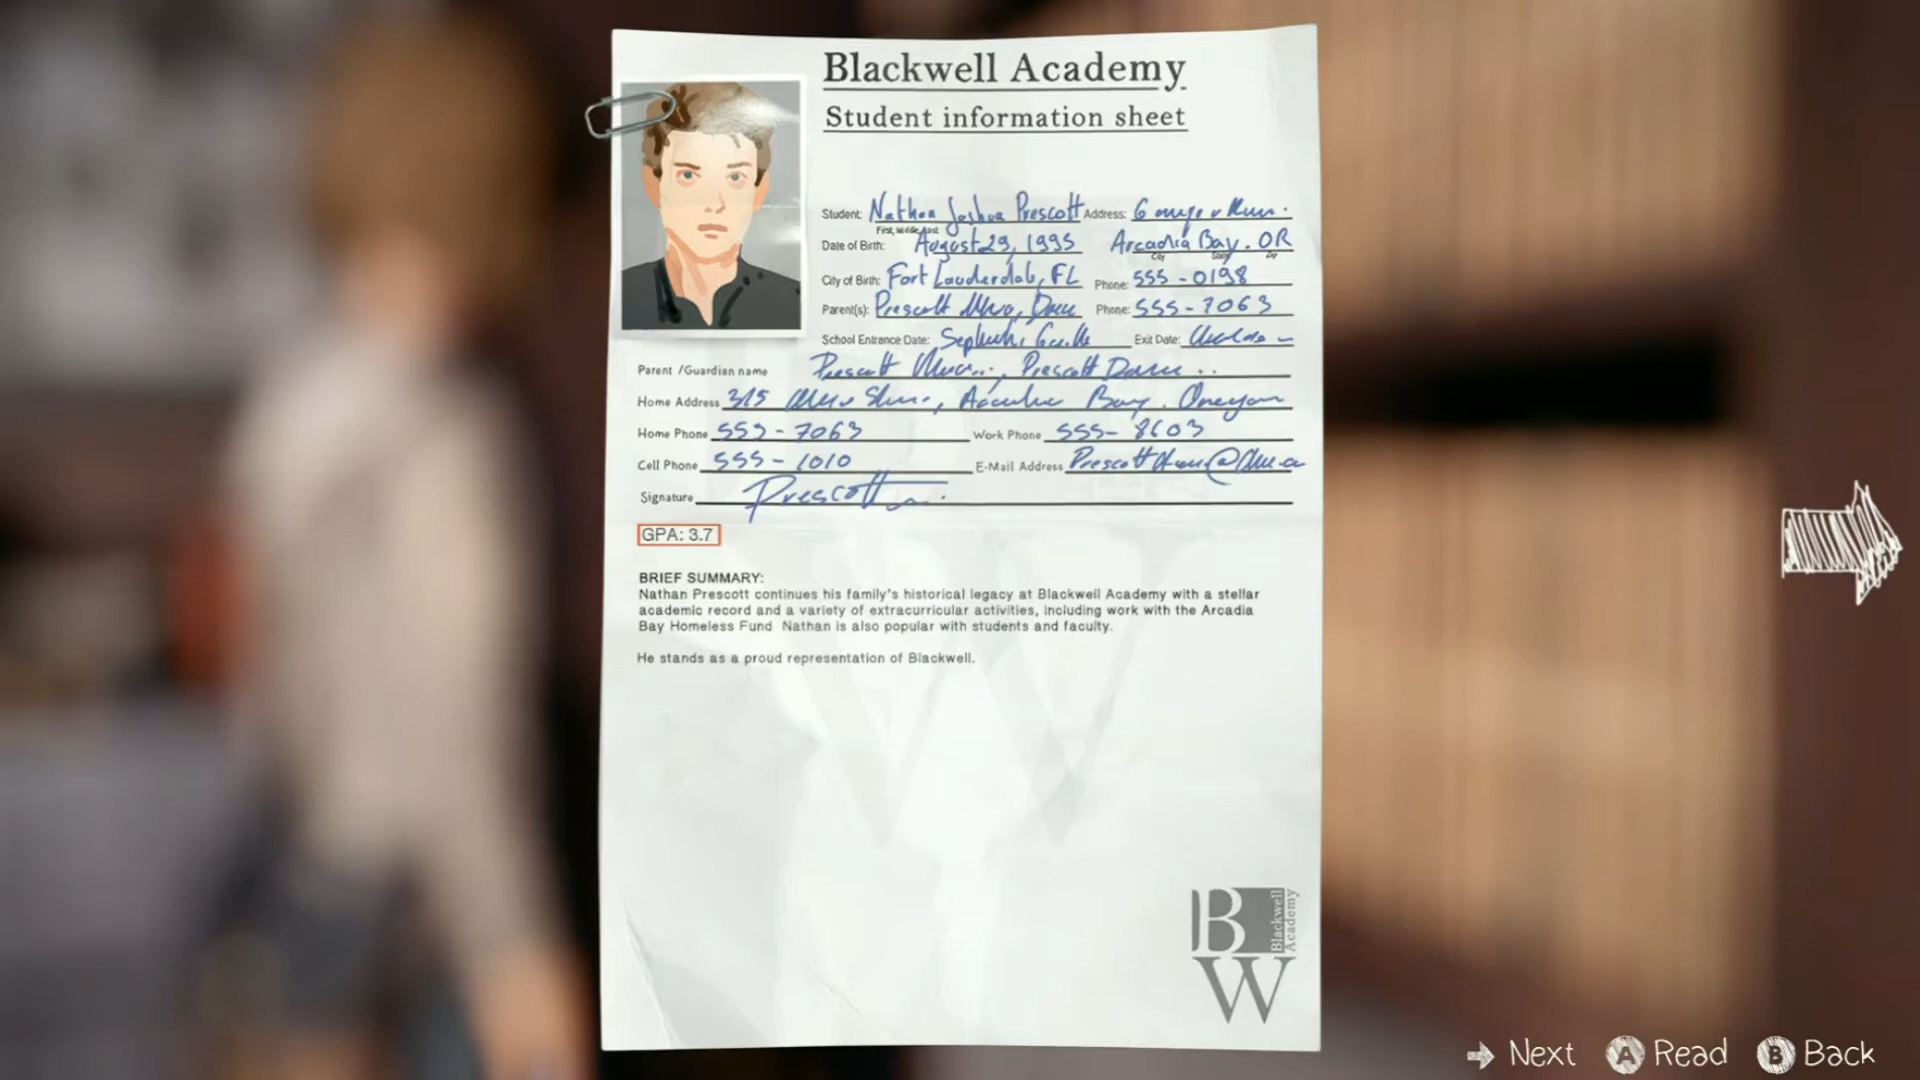 Blackwell Academy
Student information sheet
Student: Nathan Joshua Prescott Address:
First, Middle, Last
Date of Birth: August 29, 1995 Arcadia Bay. OR
City State Zip
City of Birth: Fort Lauderdale, FL Phone: 555-0198
Parent(s): Prescott Phone: 555-7063
School Entrance Date: Exit Date:
Parent /Guardian name Prescott Prescott
Home Address 315 Bay. Oregon
Home Phone 555-7063 Work Phone 555-8603
Cell Phone 555-1010 E-Mail Address
Signature Prescott
GPA: 3.7
BRIEF SUMMARY:
Nathan Prescott continues his family's historical legacy at Blackwell Academy with a stellar
academic record and a variety of extracurricular activities, including work with the Arcadia
Bay Homeless Fund Nathan is also popular with students and faculty.
He stands as a proud representation of Blackwell.
B W
Blackwell
Academy
Next A Read B Back